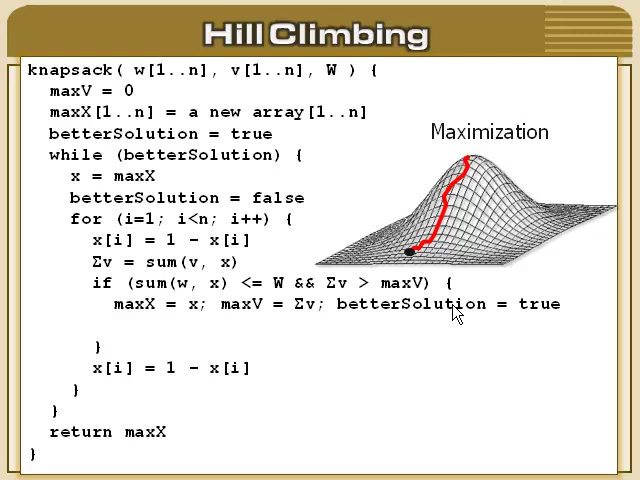 Hill Climbing
knapsack( w[1..n], v[1..n], W ) {
maxV = 0
maxX[1..n] = a new array[1..n]
betterSolution = true
Maximization
while (betterSolution) {
x = maxX
betterSolution = false
for (i=1; i<n; i++) {
x[i] = 1 - x[i]
Σv = sum(v, x)
if (sum(w, x) <= W && Σv > maxV) {
maxX = x; maxV = Σv; betterSolution = true
}
x[i] = 1 - x[i]
}
}
return maxX
}